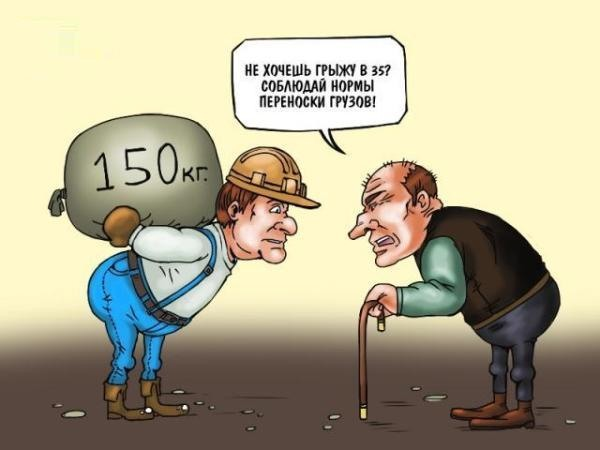 НЕ ХОЧЕШЬ ГРЫЖУ В 35?
СОБЛЮДАЙ НОРМЫ
ПЕРЕНОСКИ ГРУЗОВ!
150кг.